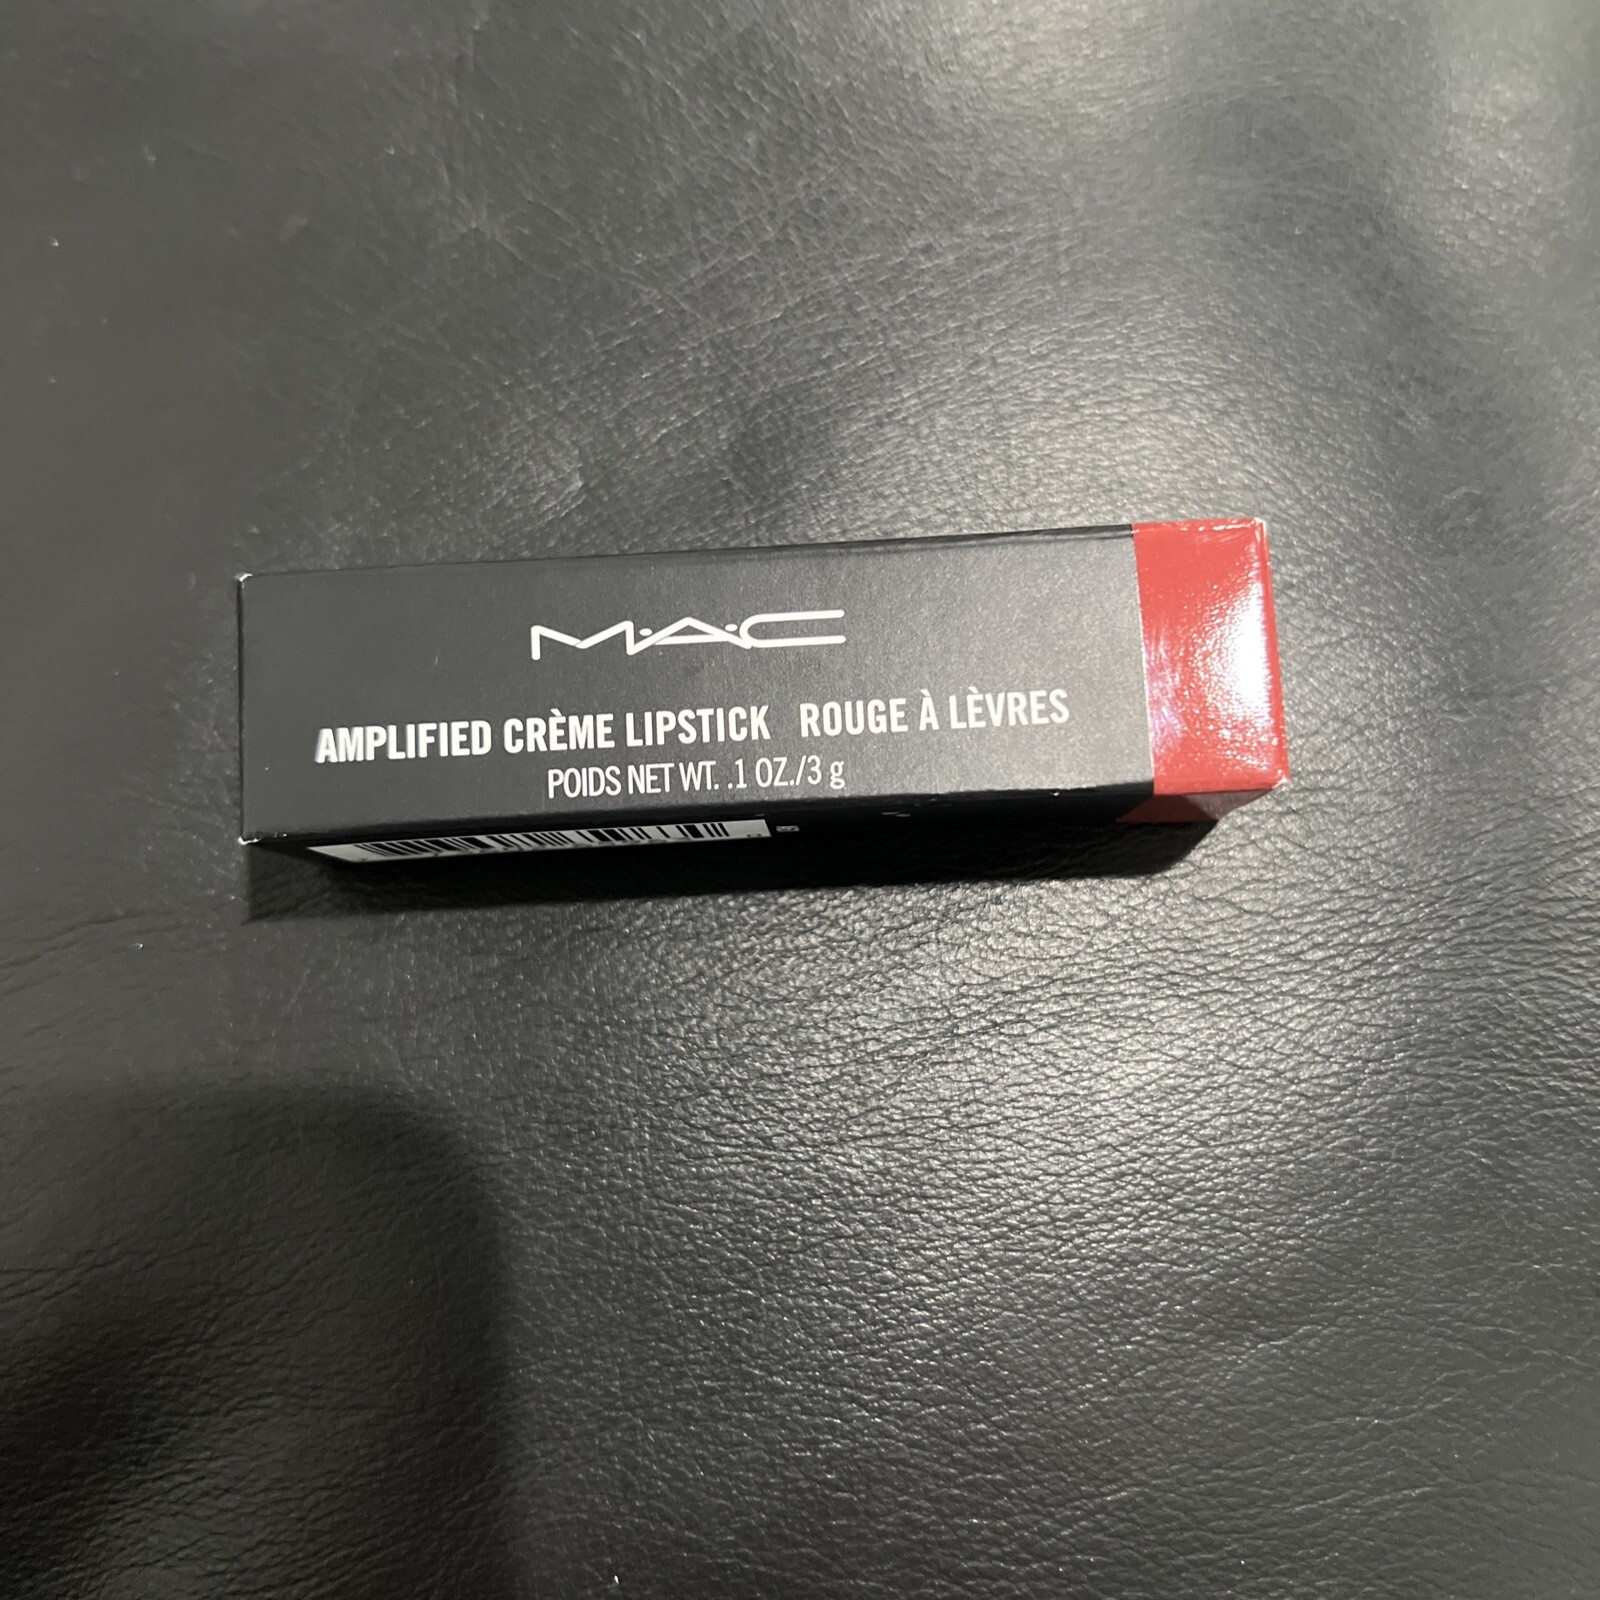 M·A·C
AMPLIFIED CRÈME LIPSTICK ROUGE À LÈVRES
POIDS NET WT. .1 OZ./3 g